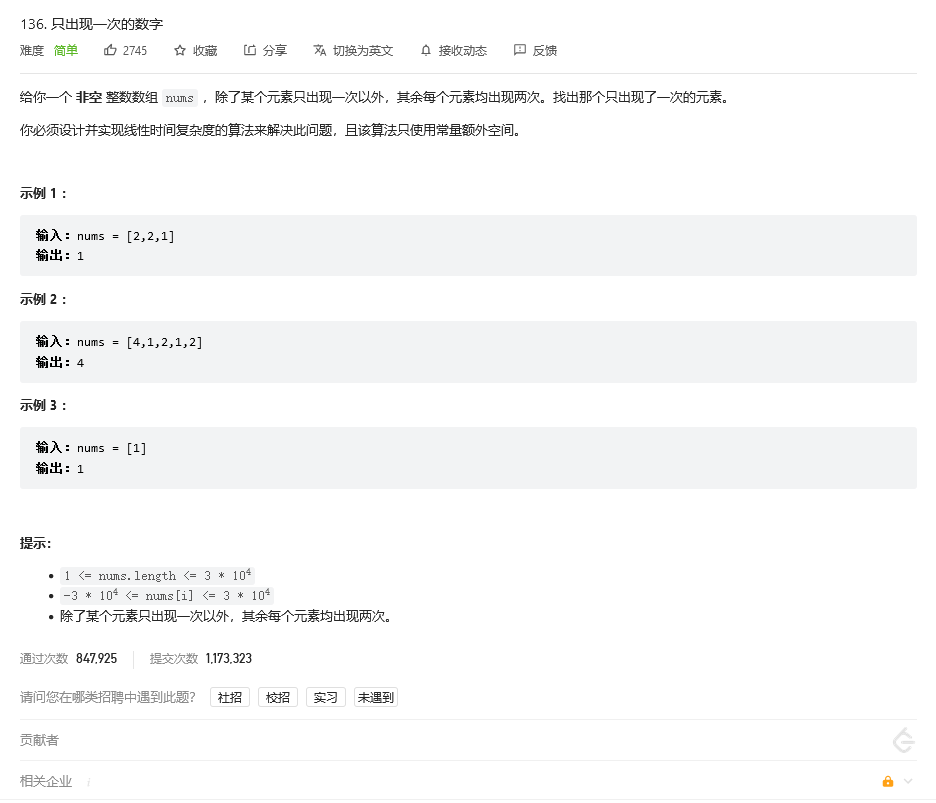 136. 只出现一次的数字
难度 简单 2745 收藏 分享 切换为英文 接收动态 反馈
给你一个 非空 整数数组 nums ，除了某个元素只出现一次以外，其余每个元素均出现两次。找出那个只出现了一次的元素。
你必须设计并实现线性时间复杂度的算法来解决此问题，且该算法只使用常量额外空间。
示例 1 ：
输入：nums = [2,2,1]
输出：1
示例 2 ：
输入：nums = [4,1,2,1,2]
输出：4
示例 3 ：
输入：nums = [1]
输出：1
提示：
1 <= nums.length <= 3 * 10⁴
-3 * 10⁴ <= nums[i] <= 3 * 10⁴
除了某个元素只出现一次以外，其余每个元素均出现两次。
通过次数 847,925 提交次数 1,173,323
请问您在哪类招聘中遇到此题？ 社招 校招 实习 未遇到
贡献者
相关企业 i